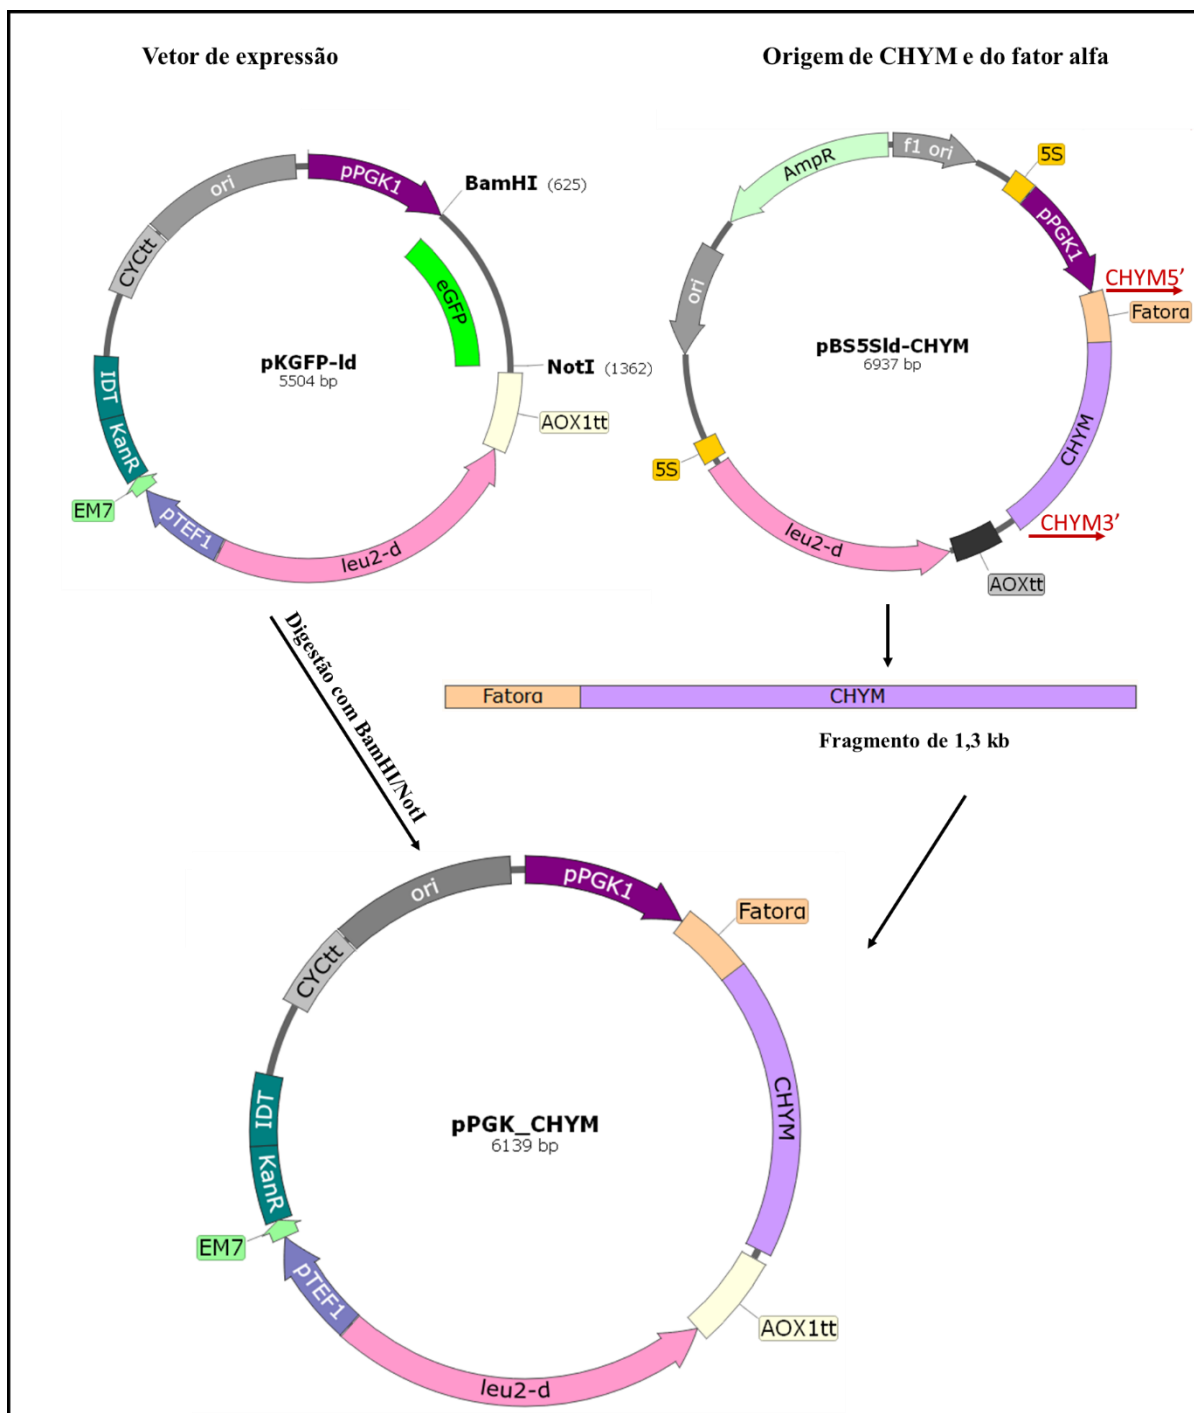 Vetor de expressão
Origem de CHYM e do fator alfa
pPGK1
BamHI (625)
eGFP
NotI (1362)
AOX1tt
leu2-d
pTEF1
EM7
KanR
IDT
CYCtt
ori
pKGFP-ld
5504 bp
AmpR
f1 ori
5S
pPGK1
CHYM5’
Fatorα
CHYM
CHYM3’
AOXtt
leu2-d
5S
ori
pBS5Sld-CHYM
6937 bp
Digestão com BamHI/NotI
Fatorα
CHYM
Fragmento de 1,3 kb
pPGK1
Fatorα
CHYM
AOX1tt
leu2-d
pTEF1
EM7
KanR
IDT
CYCtt
ori
pPGK_CHYM
6139 bp